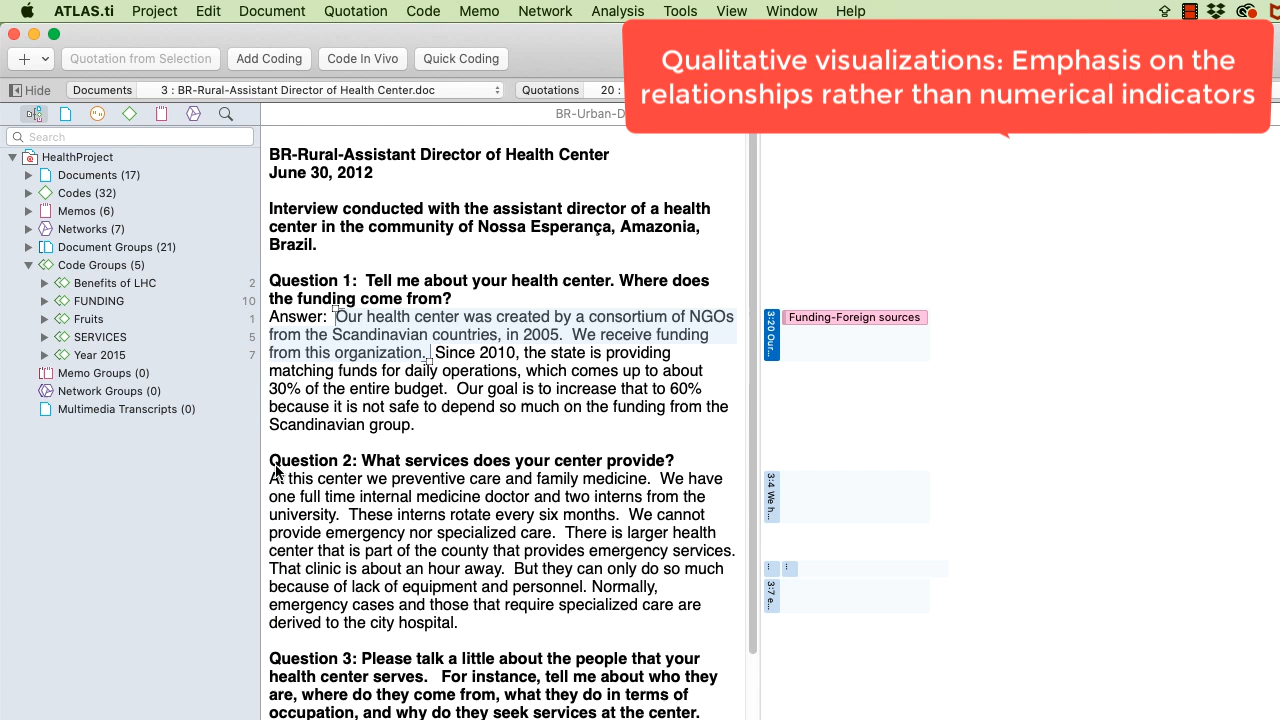 ATLAS.ti Project Edit Document Quotation Code Memo Network Analysis Tools View Window Help
Quotation from Selection Add Coding Code In Vivo Quick Coding
Qualitative visualizations: Emphasis on the
relationships rather than numerical indicators
Hide Documents 3 : BR-Rural-Assistant Director of Health Center.doc Quotations 20 :
BR-Urban-D
Search
HealthProject
Documents (17)
Codes (32)
Memos (6)
Networks (7)
Document Groups (21)
Code Groups (5)
Benefits of LHC 2
FUNDING 10
Fruits 1
SERVICES 5
Year 2015 7
Memo Groups (0)
Network Groups (0)
Multimedia Transcripts (0)
BR-Rural-Assistant Director of Health Center
June 30, 2012
Interview conducted with the assistant director of a health
center in the community of Nossa Esperança, Amazonia,
Brazil.
Question 1: Tell me about your health center. Where does
the funding come from?
Answer: Our health center was created by a consortium of NGOs
from the Scandinavian countries, in 2005. We receive funding
from this organization. Since 2010, the state is providing
matching funds for daily operations, which comes up to about
30% of the entire budget. Our goal is to increase that to 60%
because it is not safe to depend so much on the funding from the
Scandinavian group.
Question 2: What services does your center provide?
At this center we preventive care and family medicine. We have
one full time internal medicine doctor and two interns from the
university. These interns rotate every six months. We cannot
provide emergency nor specialized care. There is larger health
center that is part of the county that provides emergency services.
That clinic is about an hour away. But they can only do so much
because of lack of equipment and personnel. Normally,
emergency cases and those that require specialized care are
derived to the city hospital.
Question 3: Please talk a little about the people that your
health center serves. For instance, tell me about who they
are, where do they come from, what they do in terms of
occupation, and why do they seek services at the center.
3:20 Our...
Funding-Foreign sources
3:4 We h...
3:7 e...